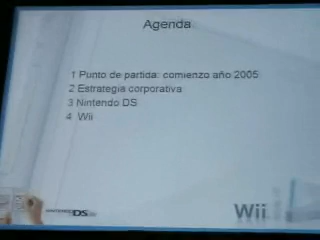 Agenda
1 Punto de partida: comienzo año 2005
2 Estrategia corporativa
3 Nintendo DS
4 Wii
NINTENDO DS Wii